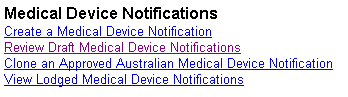 Medical Device Notifications
Create a Medical Device Notification
Review Draft Medical Device Notifications
Clone an Approved Australian Medical Device Notification
View Lodged Medical Device Notifications